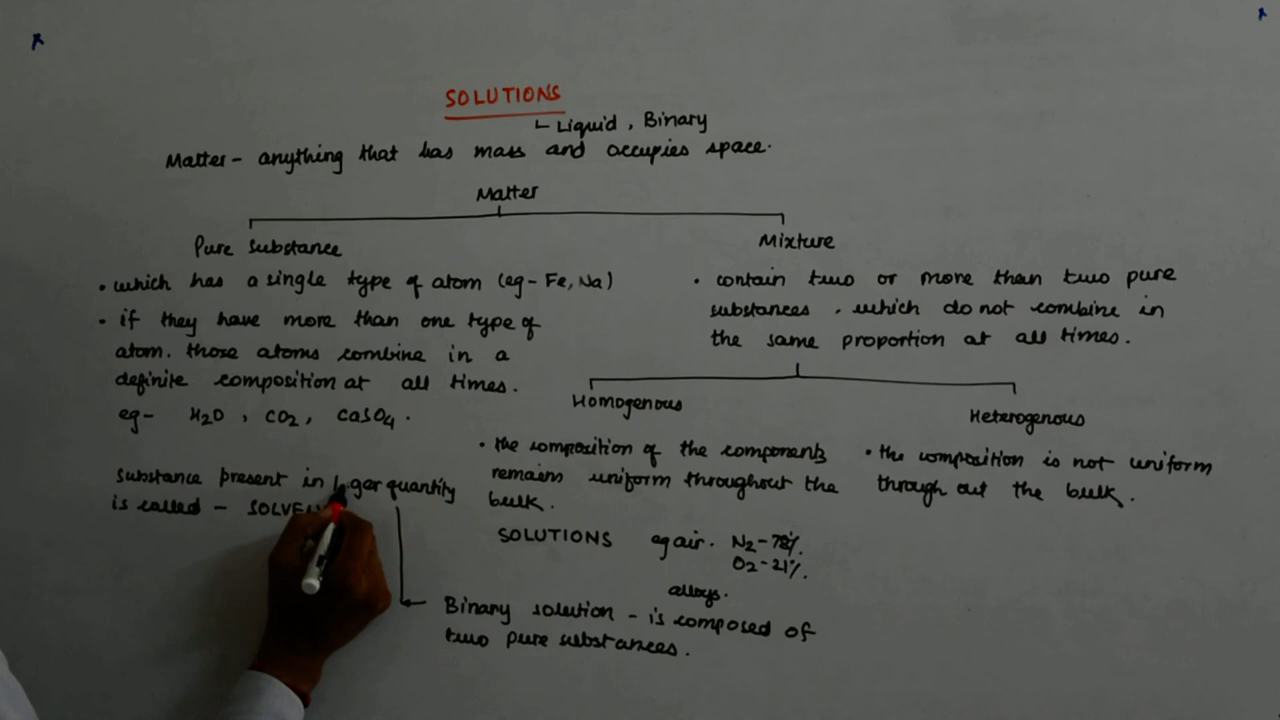 SOLUTIONS
Liquid, Binary
Matter - anything that has mass and occupies space.
Matter
Pure substance
• which has a single type of atom (eg - Fe, Na)
• if they have more than one type of
atom. those atoms combine in a
definite composition at all times.
eg - H2O, CO2, CaSO4.
Mixture
• contain two or more than two pure
substances, which do not combine in
the same proportion at all times.
Homogenous
• the composition of the components
remains uniform throughout the
bulk.
SOLUTIONS eg air. N2 - 78%.
O2 - 21%.
alloys.
Heterogenous
• the composition is not uniform
through out the bulk.
substance present in quantity
is called -
Binary solution - is composed of
two pure substances.